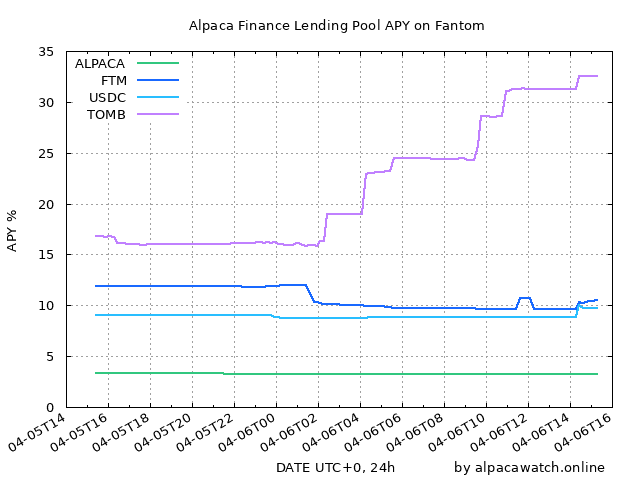 Alpaca Finance Lending Pool APY on Fantom
35
30
25
20
15
10
5
0
APY %
ALPACA
FTM
USDC
TOMB
04-05T14
04-05T16
04-05T18
04-05T20
04-05T22
04-06T00
04-06T02
04-06T04
04-06T06
04-06T08
04-06T10
04-06T12
04-06T14
04-06T16
DATE UTC+0, 24h
by alpacawatch.online